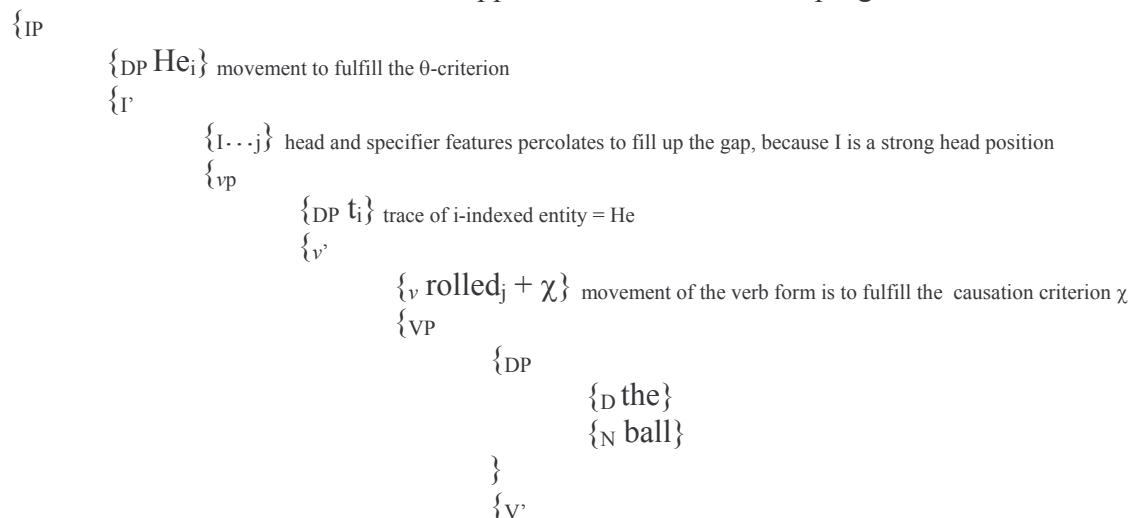 {IP
{DP Hei} movement to fulfill the θ-criterion
{I’
{I…j} head and specifier features percolates to fill up the gap, because I is a strong head position
{vp
{DP ti} trace of i-indexed entity = He
{v’
{v rolledj + χ} movement of the verb form is to fulfill the causation criterion χ
{VP
{DP
{D the}
{N ball}
}
{V’